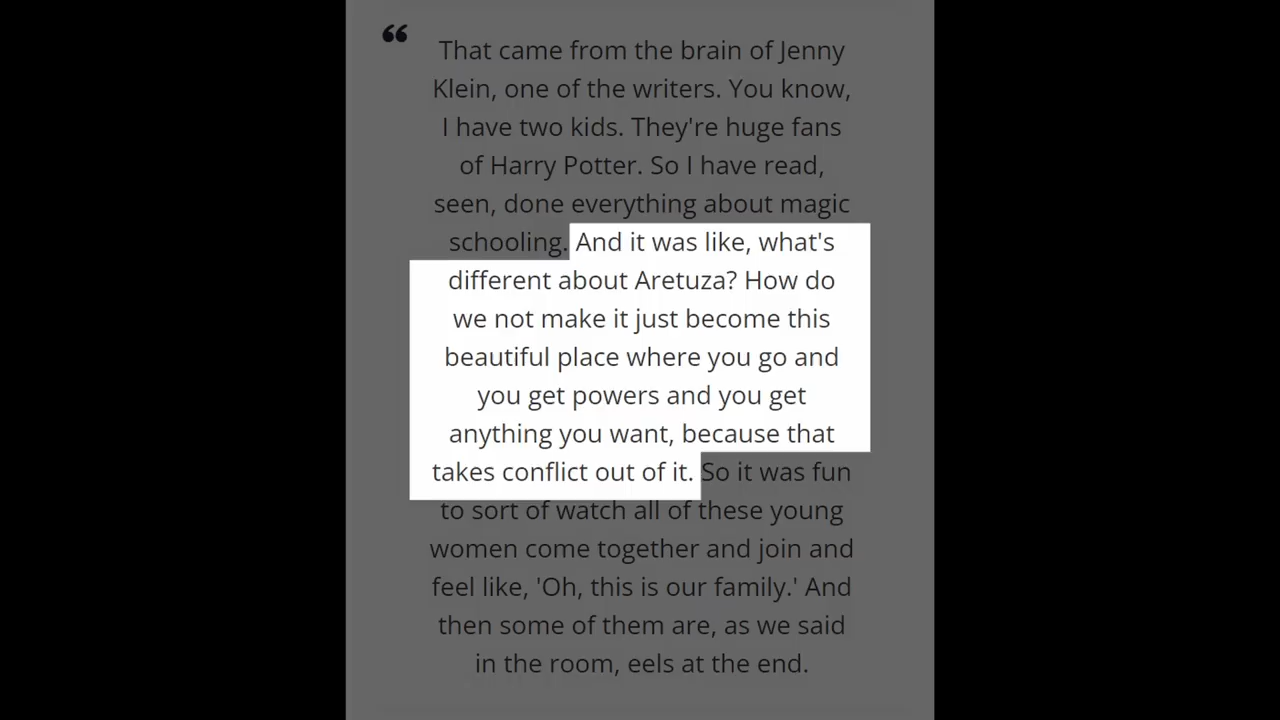 ❝
That came from the brain of Jenny
Klein, one of the writers. You know,
I have two kids. They're huge fans
of Harry Potter. So I have read,
seen, done everything about magic
schooling. And it was like, what's
different about Aretuza? How do
we not make it just become this
beautiful place where you go and
you get powers and you get
anything you want, because that
takes conflict out of it. So it was fun
to sort of watch all of these young
women come together and join and
feel like, 'Oh, this is our family.' And
then some of them are, as we said
in the room, eels at the end.